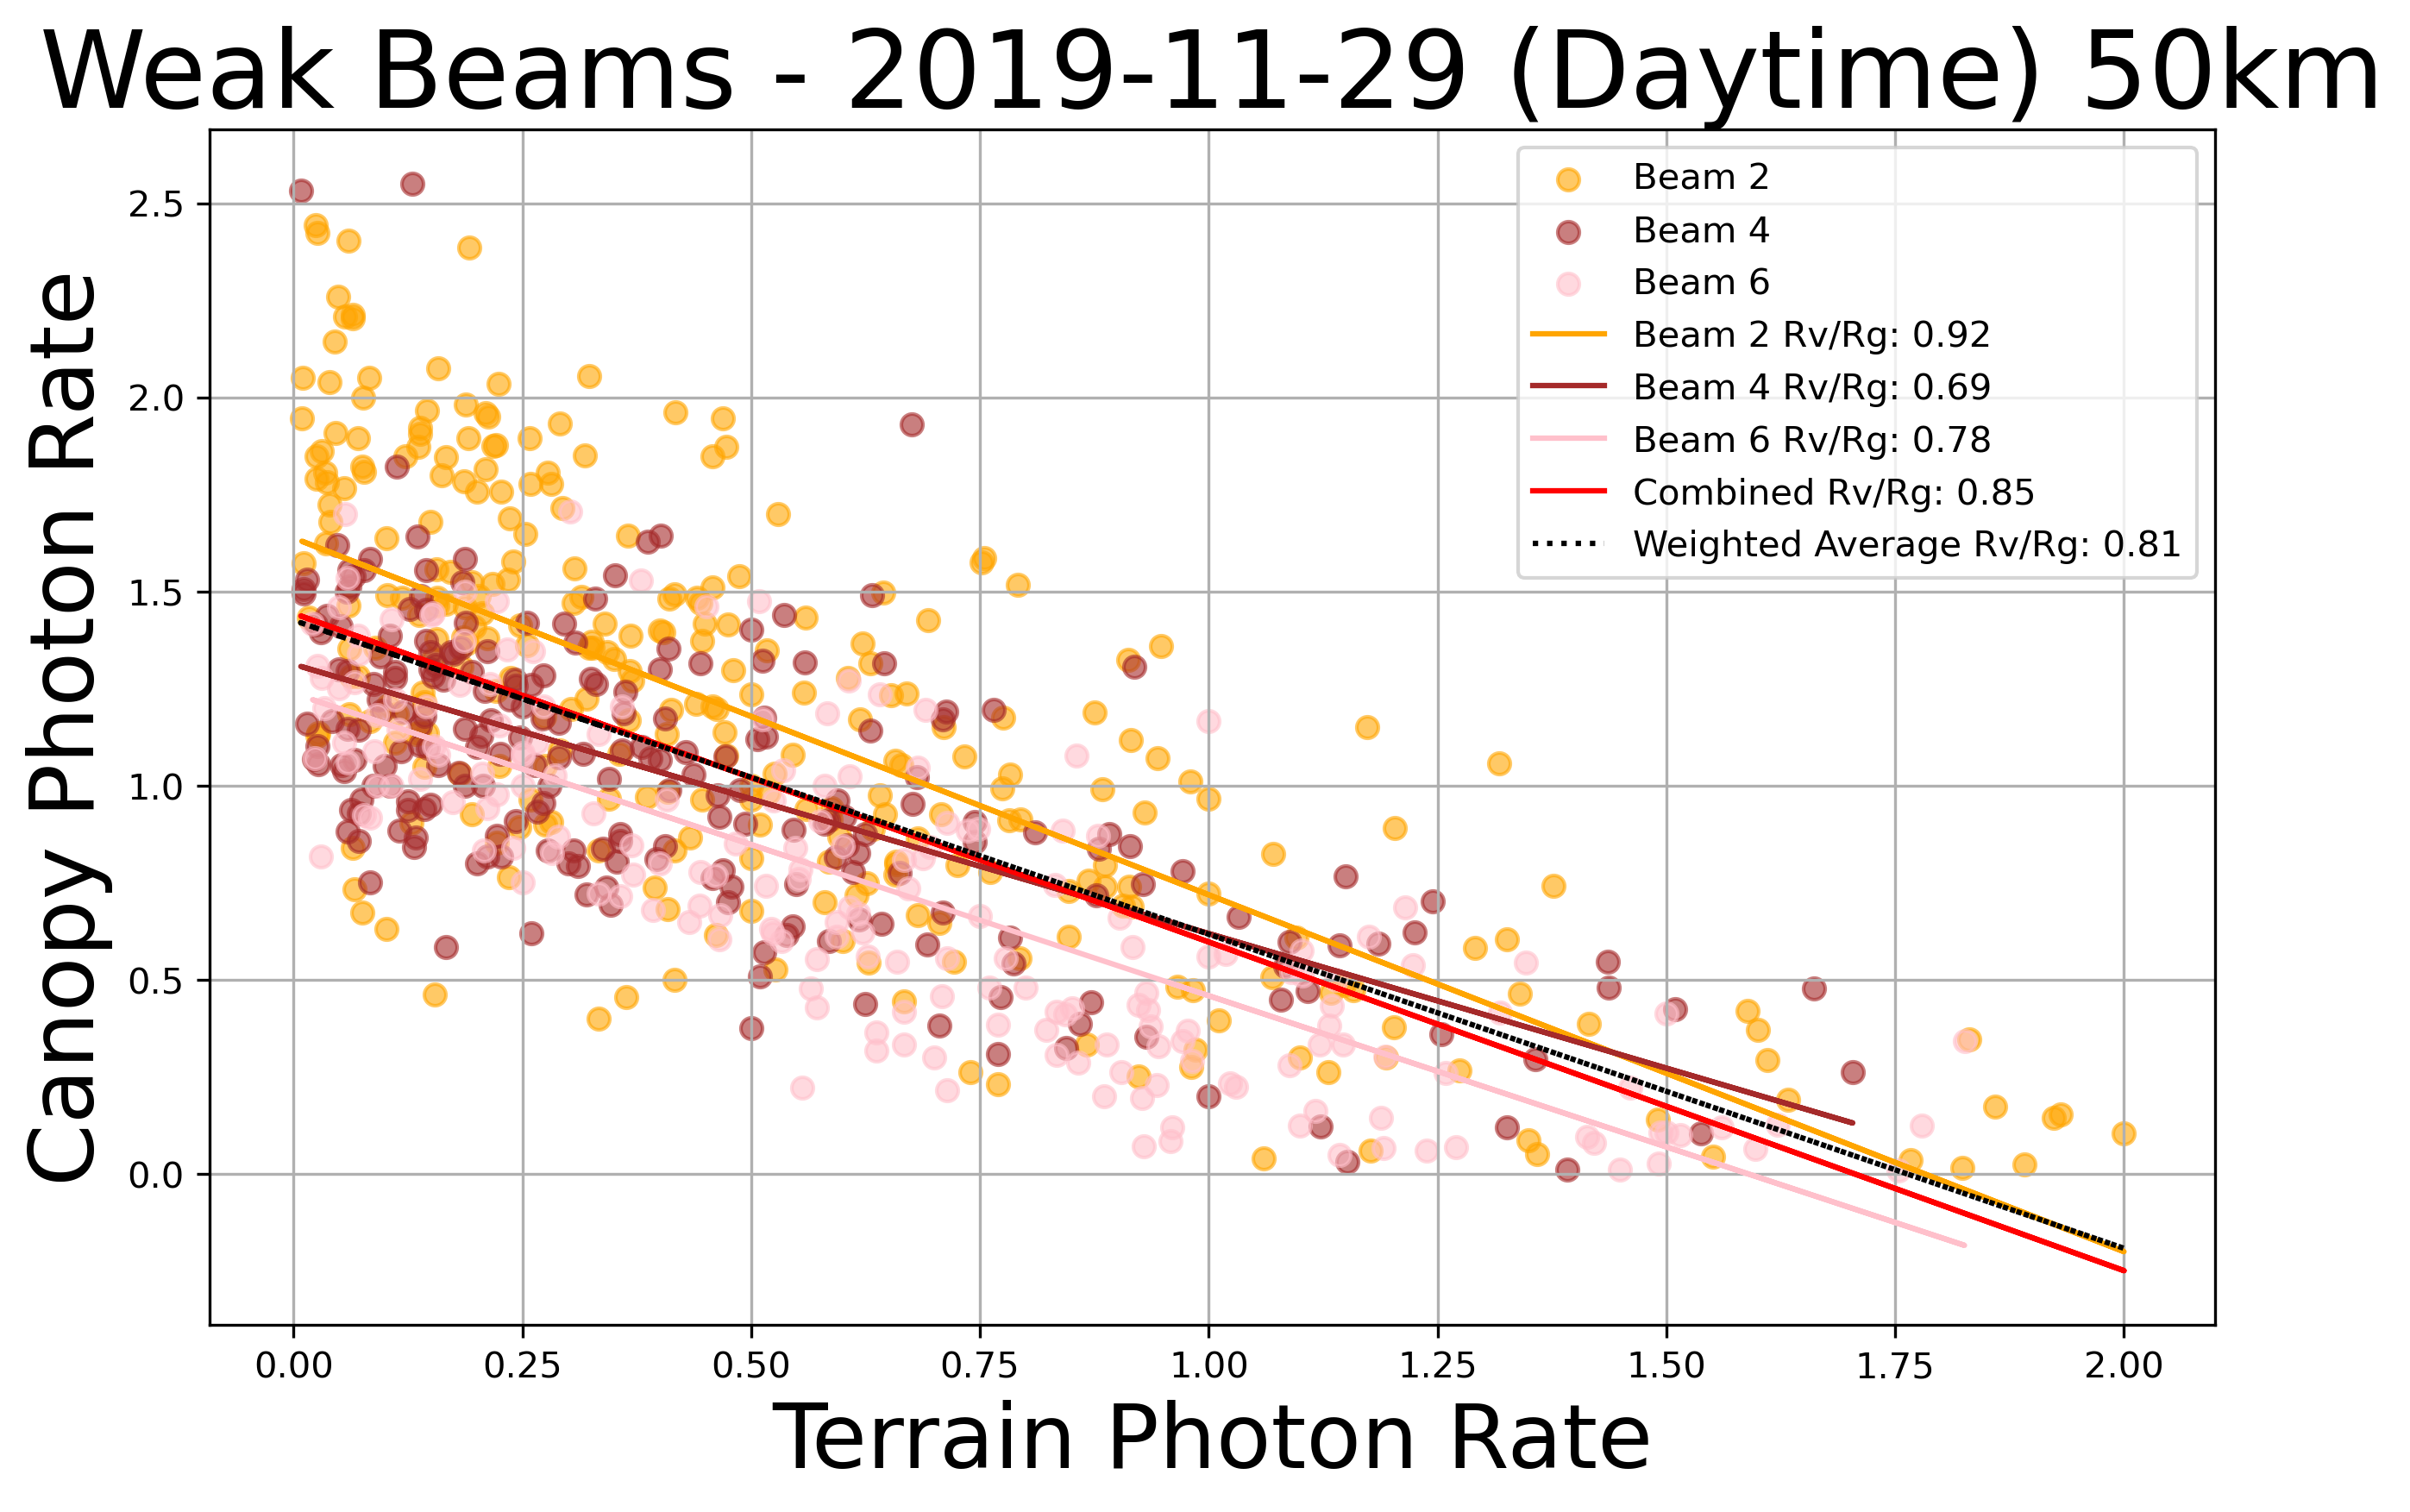 Weak Beams - 2019-11-29 (Daytime) 50km
Beam 2
Beam 4
Beam 6
Beam 2 Rv/Rg: 0.92
Beam 4 Rv/Rg: 0.69
Beam 6 Rv/Rg: 0.78
Combined Rv/Rg: 0.85
Weighted Average Rv/Rg: 0.81
Canopy Photon Rate
2.5
2.0
1.5
1.0
0.5
0.0
0.00 0.25 0.50 0.75 1.00 1.25 1.50 1.75 2.00
Terrain Photon Rate